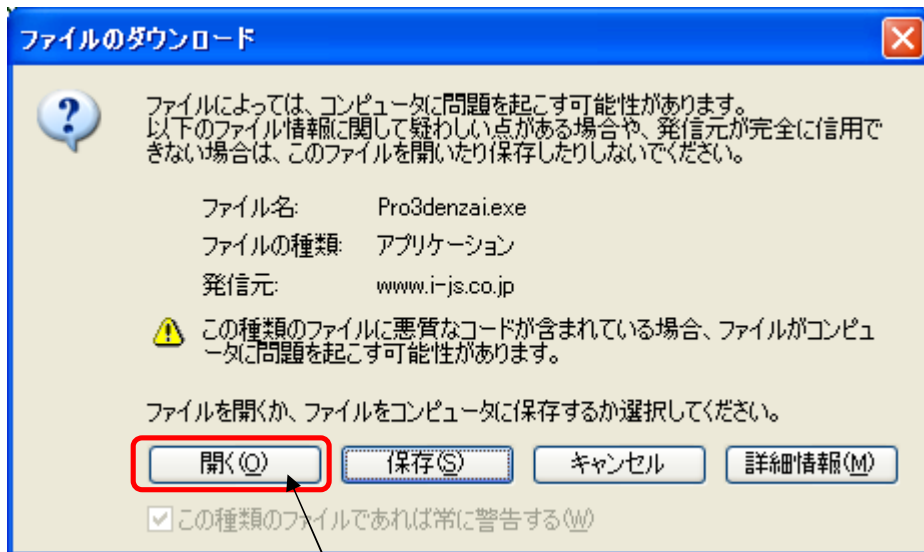 ファイルのダウンロード
ファイルによっては、コンピュータに問題を起こす可能性があります。
以下のファイル情報に関して疑わしい点がある場合や、発信元が完全に信用で
きない場合は、このファイルを開いたり保存したりしないでください。
ファイル名: Pro3denzai.exe
ファイルの種類: アプリケーション
発信元: www.i-js.co.jp
この種類のファイルに悪質なコードが含まれている場合、ファイルがコンピュ
ータに問題を起こす可能性があります。
ファイルを開くか、ファイルをコンピュータに保存するか選択してください。
開く(O) 保存(S) キャンセル 詳細情報(M)
この種類のファイルであれば常に警告する(W)